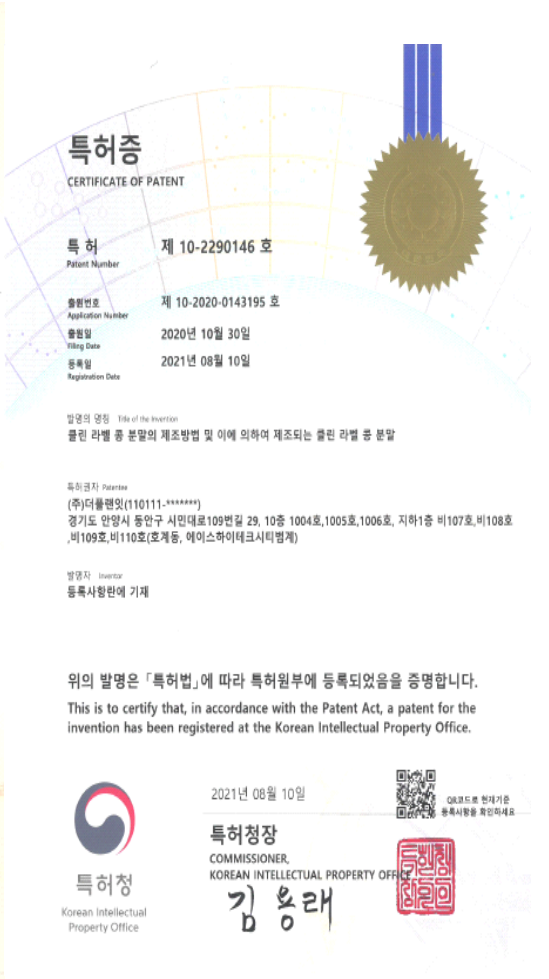 특허증
CERTIFICATE OF PATENT
특 허 제 10-2290146 호
Patent Number
출원번호 제 10-2020-0143195 호
Application Number
출원일 2020년 10월 30일
Filing Date
등록일 2021년 08월 10일
Registration Date
발명의 명칭 Title of the Invention
클린 라벨 콩 분말의 제조방법 및 이에 의하여 제조되는 클린 라벨 콩 분말
특허권자 Patentee
(주)더플랜잇(110111-*******)
경기도 안양시 동안구 시민대로109번길 29, 10층 1004호,1005호,1006호, 지하1층 비107호,비108호
,비109호,비110호(호계동, 에이스하이테크시티범계)
발명자 Inventor
등록사항란에 기재
위의 발명은 「특허법」에 따라 특허원부에 등록되었음을 증명합니다.
This is to certify that, in accordance with the Patent Act, a patent for the
invention has been registered at the Korean Intellectual Property Office.
2021년 08월 10일
QR코드로 현재기준
등록사항을 확인하세요
특허청장
COMMISSIONER,
KOREAN INTELLECTUAL PROPERTY OFFICE
김용래
특허청
Korean Intellectual
Property Office